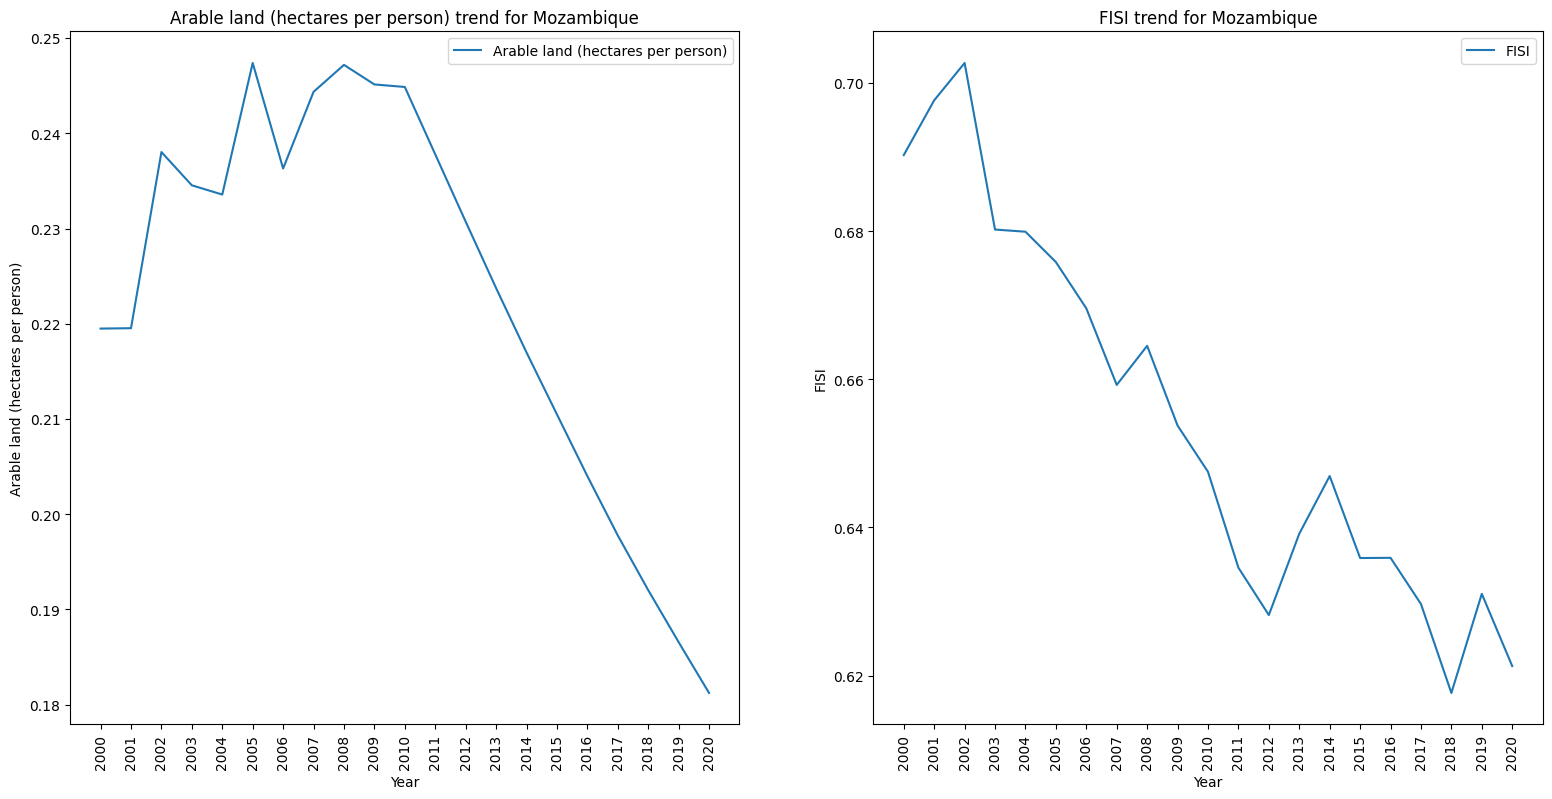 Arable land (hectares per person) trend for Mozambique
Arable land (hectares per person)
Arable land (hectares per person)
0.25
0.24
0.23
0.22
0.21
0.20
0.19
0.18
2000 2001 2002 2003 2004 2005 2006 2007 2008 2009 2010 2011 2012 2013 2014 2015 2016 2017 2018 2019 2020
Year
FISI trend for Mozambique
FISI
FISI
0.70
0.68
0.66
0.64
0.62
2000 2001 2002 2003 2004 2005 2006 2007 2008 2009 2010 2011 2012 2013 2014 2015 2016 2017 2018 2019 2020
Year